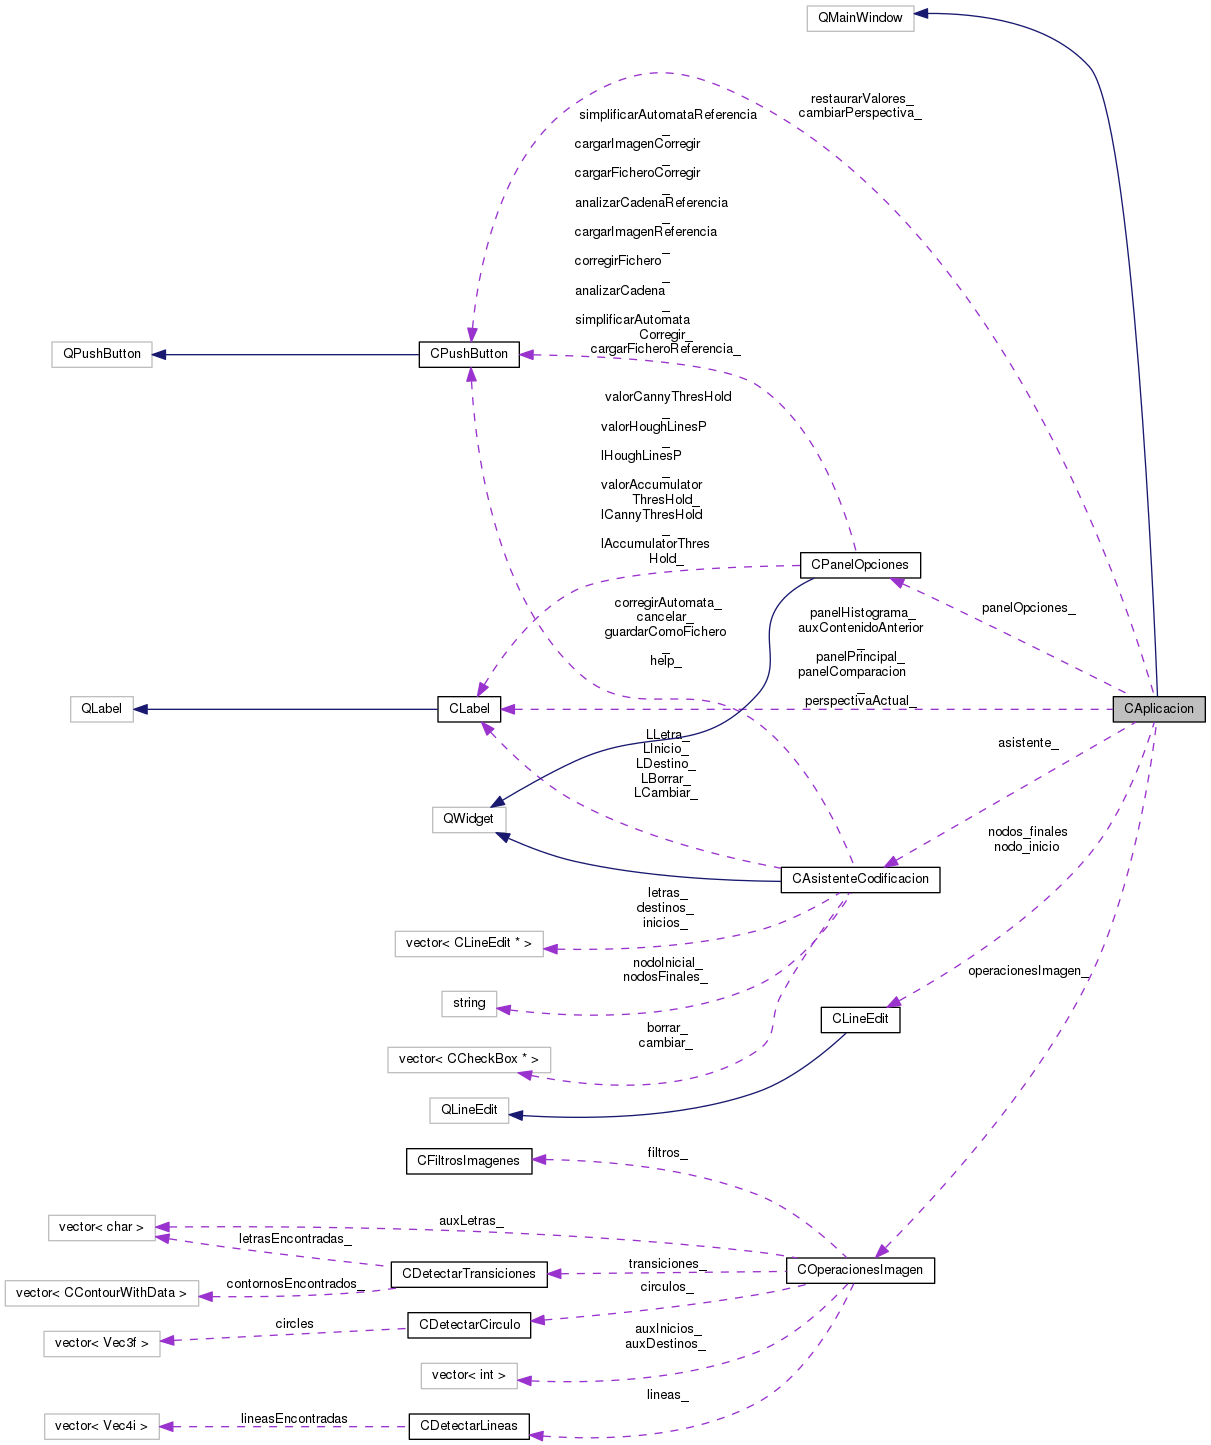 QMainWindow
restaurarValores_
cambiarPerspectiva_
simplificarAutomataReferencia
_
cargarImagenCorregir
_
cargarFicheroCorregir
_
analizarCadenaReferencia
_
cargarImagenReferencia
_
corregirFichero
_
analizarCadena
_
simplificarAutomata
Corregir_
cargarFicheroReferencia_
QPushButton
CPushButton
valorCannyThresHold
_
valorHoughLinesP
_
lHoughLinesP
_
valorAccumulator
ThresHold_
lCannyThresHold
_
lAccumulatorThres
Hold_
CPanelOpciones
panelOpciones_
corregirAutomata_
cancelar_
guardarComoFichero
_
help_
panelHistograma_
auxContenidoAnterior
_
panelPrincipal_
panelComparacion
_
perspectivaActual_
QLabel
CLabel
CAplicacion
LLetra_
LInicio_
LDestino_
LBorrar_
LCambiar_
asistente_
QWidget
nodos_finales
nodo_inicio
CAsistenteCodificacion
letras_
destinos_
inicios_
vector< CLineEdit * >
nodoInicial_
nodosFinales_
operacionesImagen_
string
CLineEdit
borrar_
cambiar_
vector< CCheckBox * >
QLineEdit
filtros_
CFiltrosImagenes
auxLetras_
vector< char >
letrasEncontradas_
transiciones_
CDetectarTransiciones
COperacionesImagen
contornosEncontrados_
vector< CContourWithData >
circulos_
circles
CDetectarCirculo
vector< Vec3f >
auxInicios_
auxDestinos_
vector< int >
lineas_
lineasEncontradas
vector< Vec4i >
CDetectarLineas